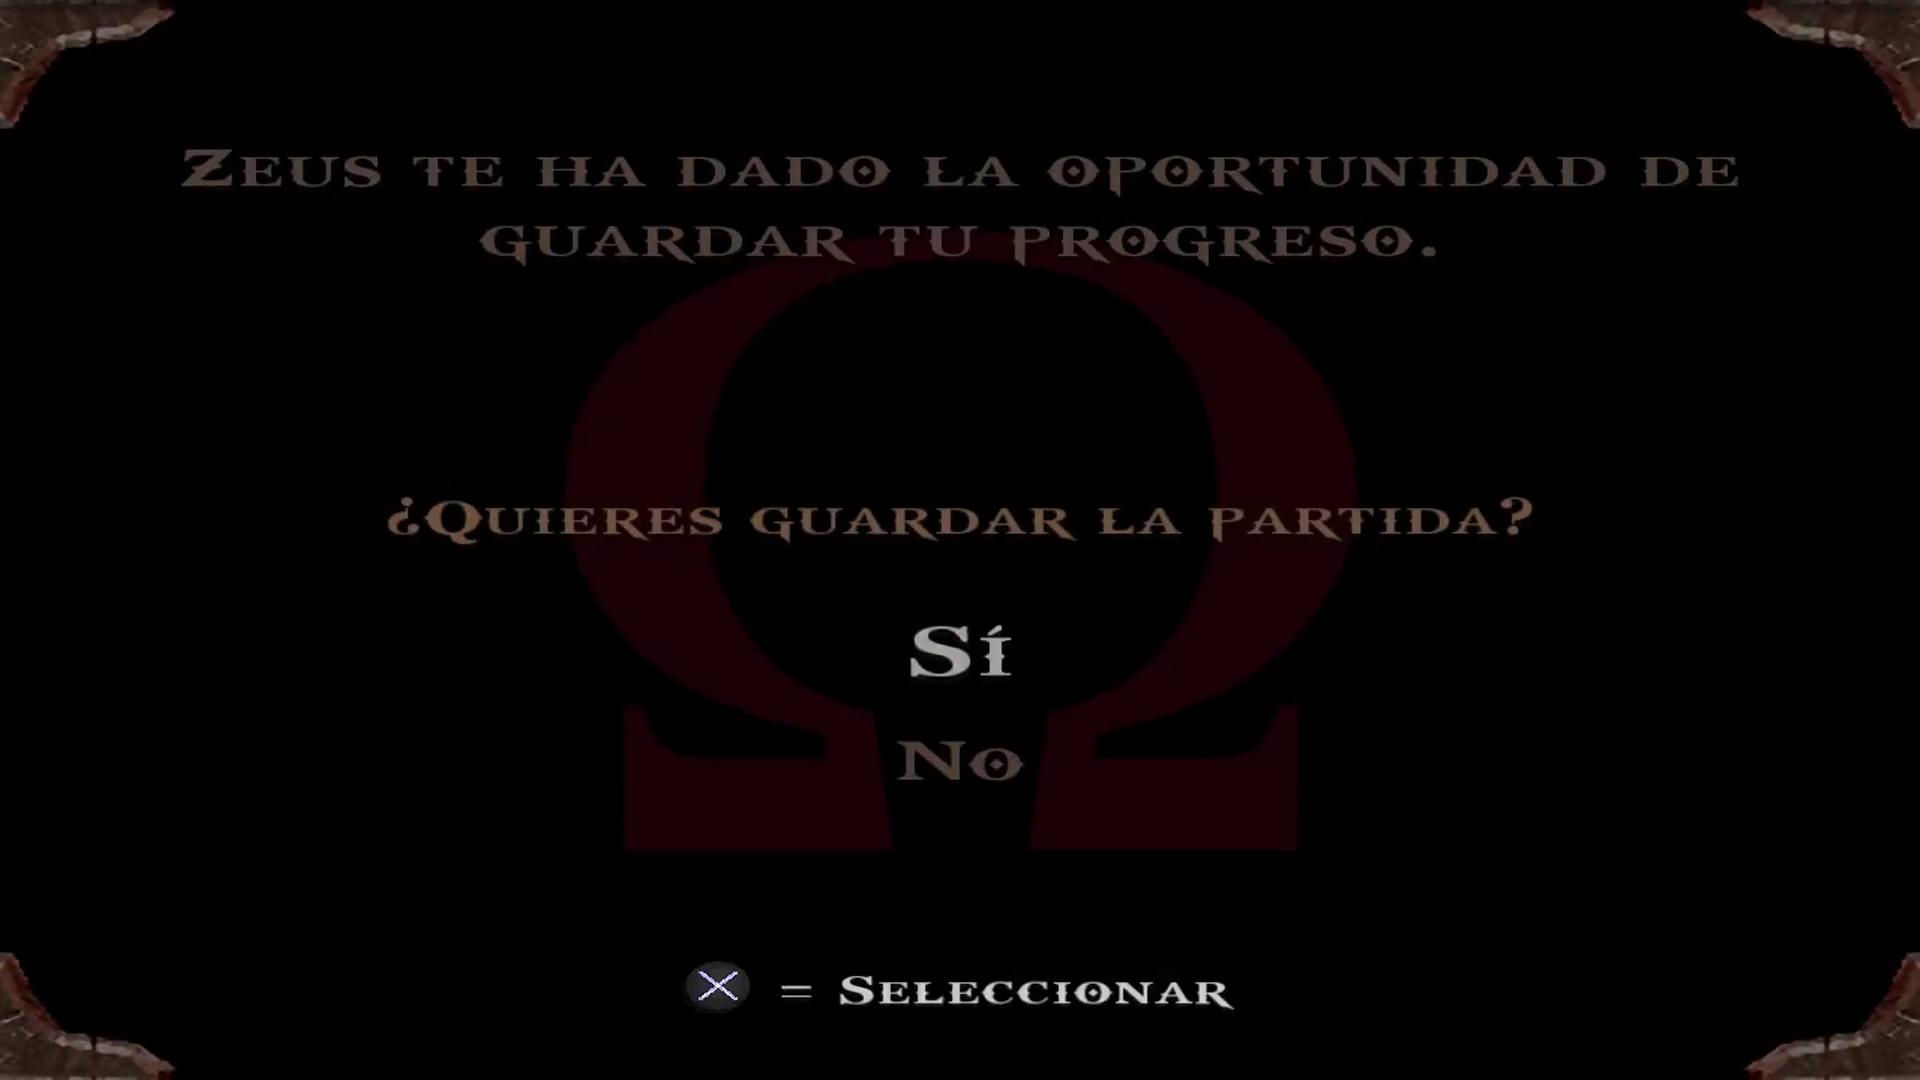 Zeus te ha dado la oportunidad de
guardar tu progreso.
¿Quieres guardar la partida?
Sí
No
= Seleccionar